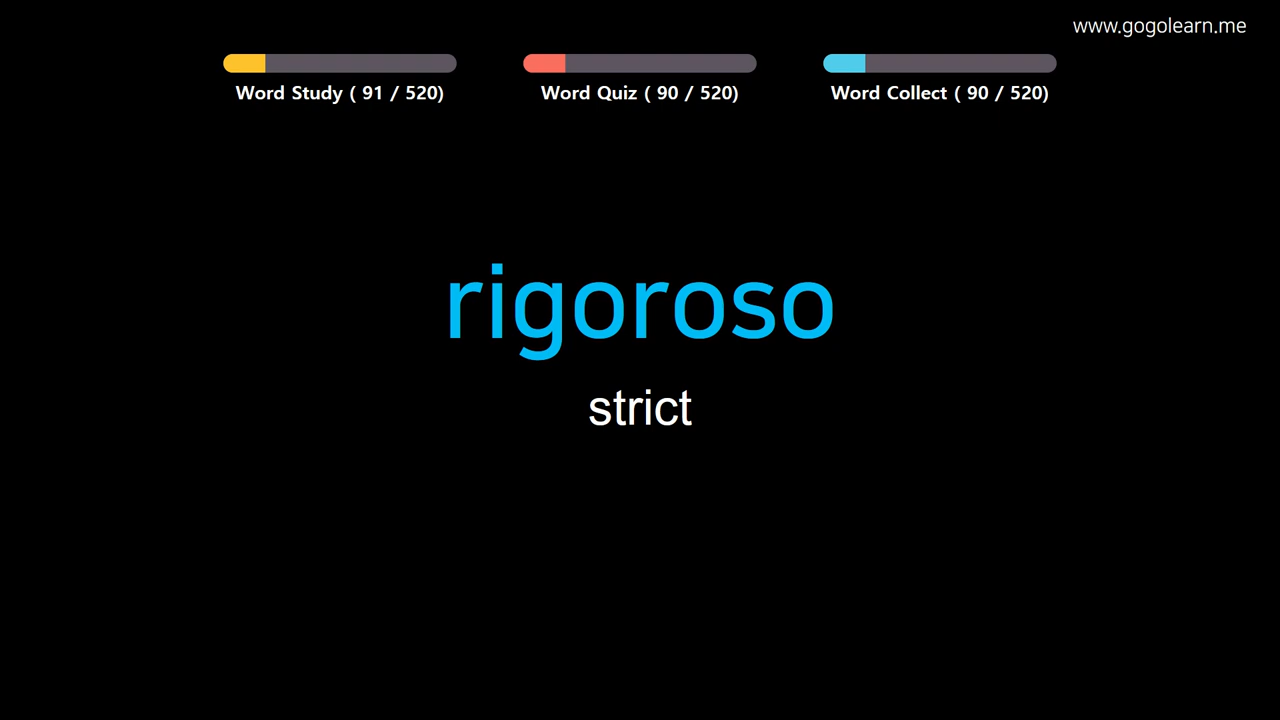 www.gogolearn.me
Word Study ( 91 / 520)
Word Quiz ( 90 / 520)
Word Collect ( 90 / 520)
rigoroso
strict